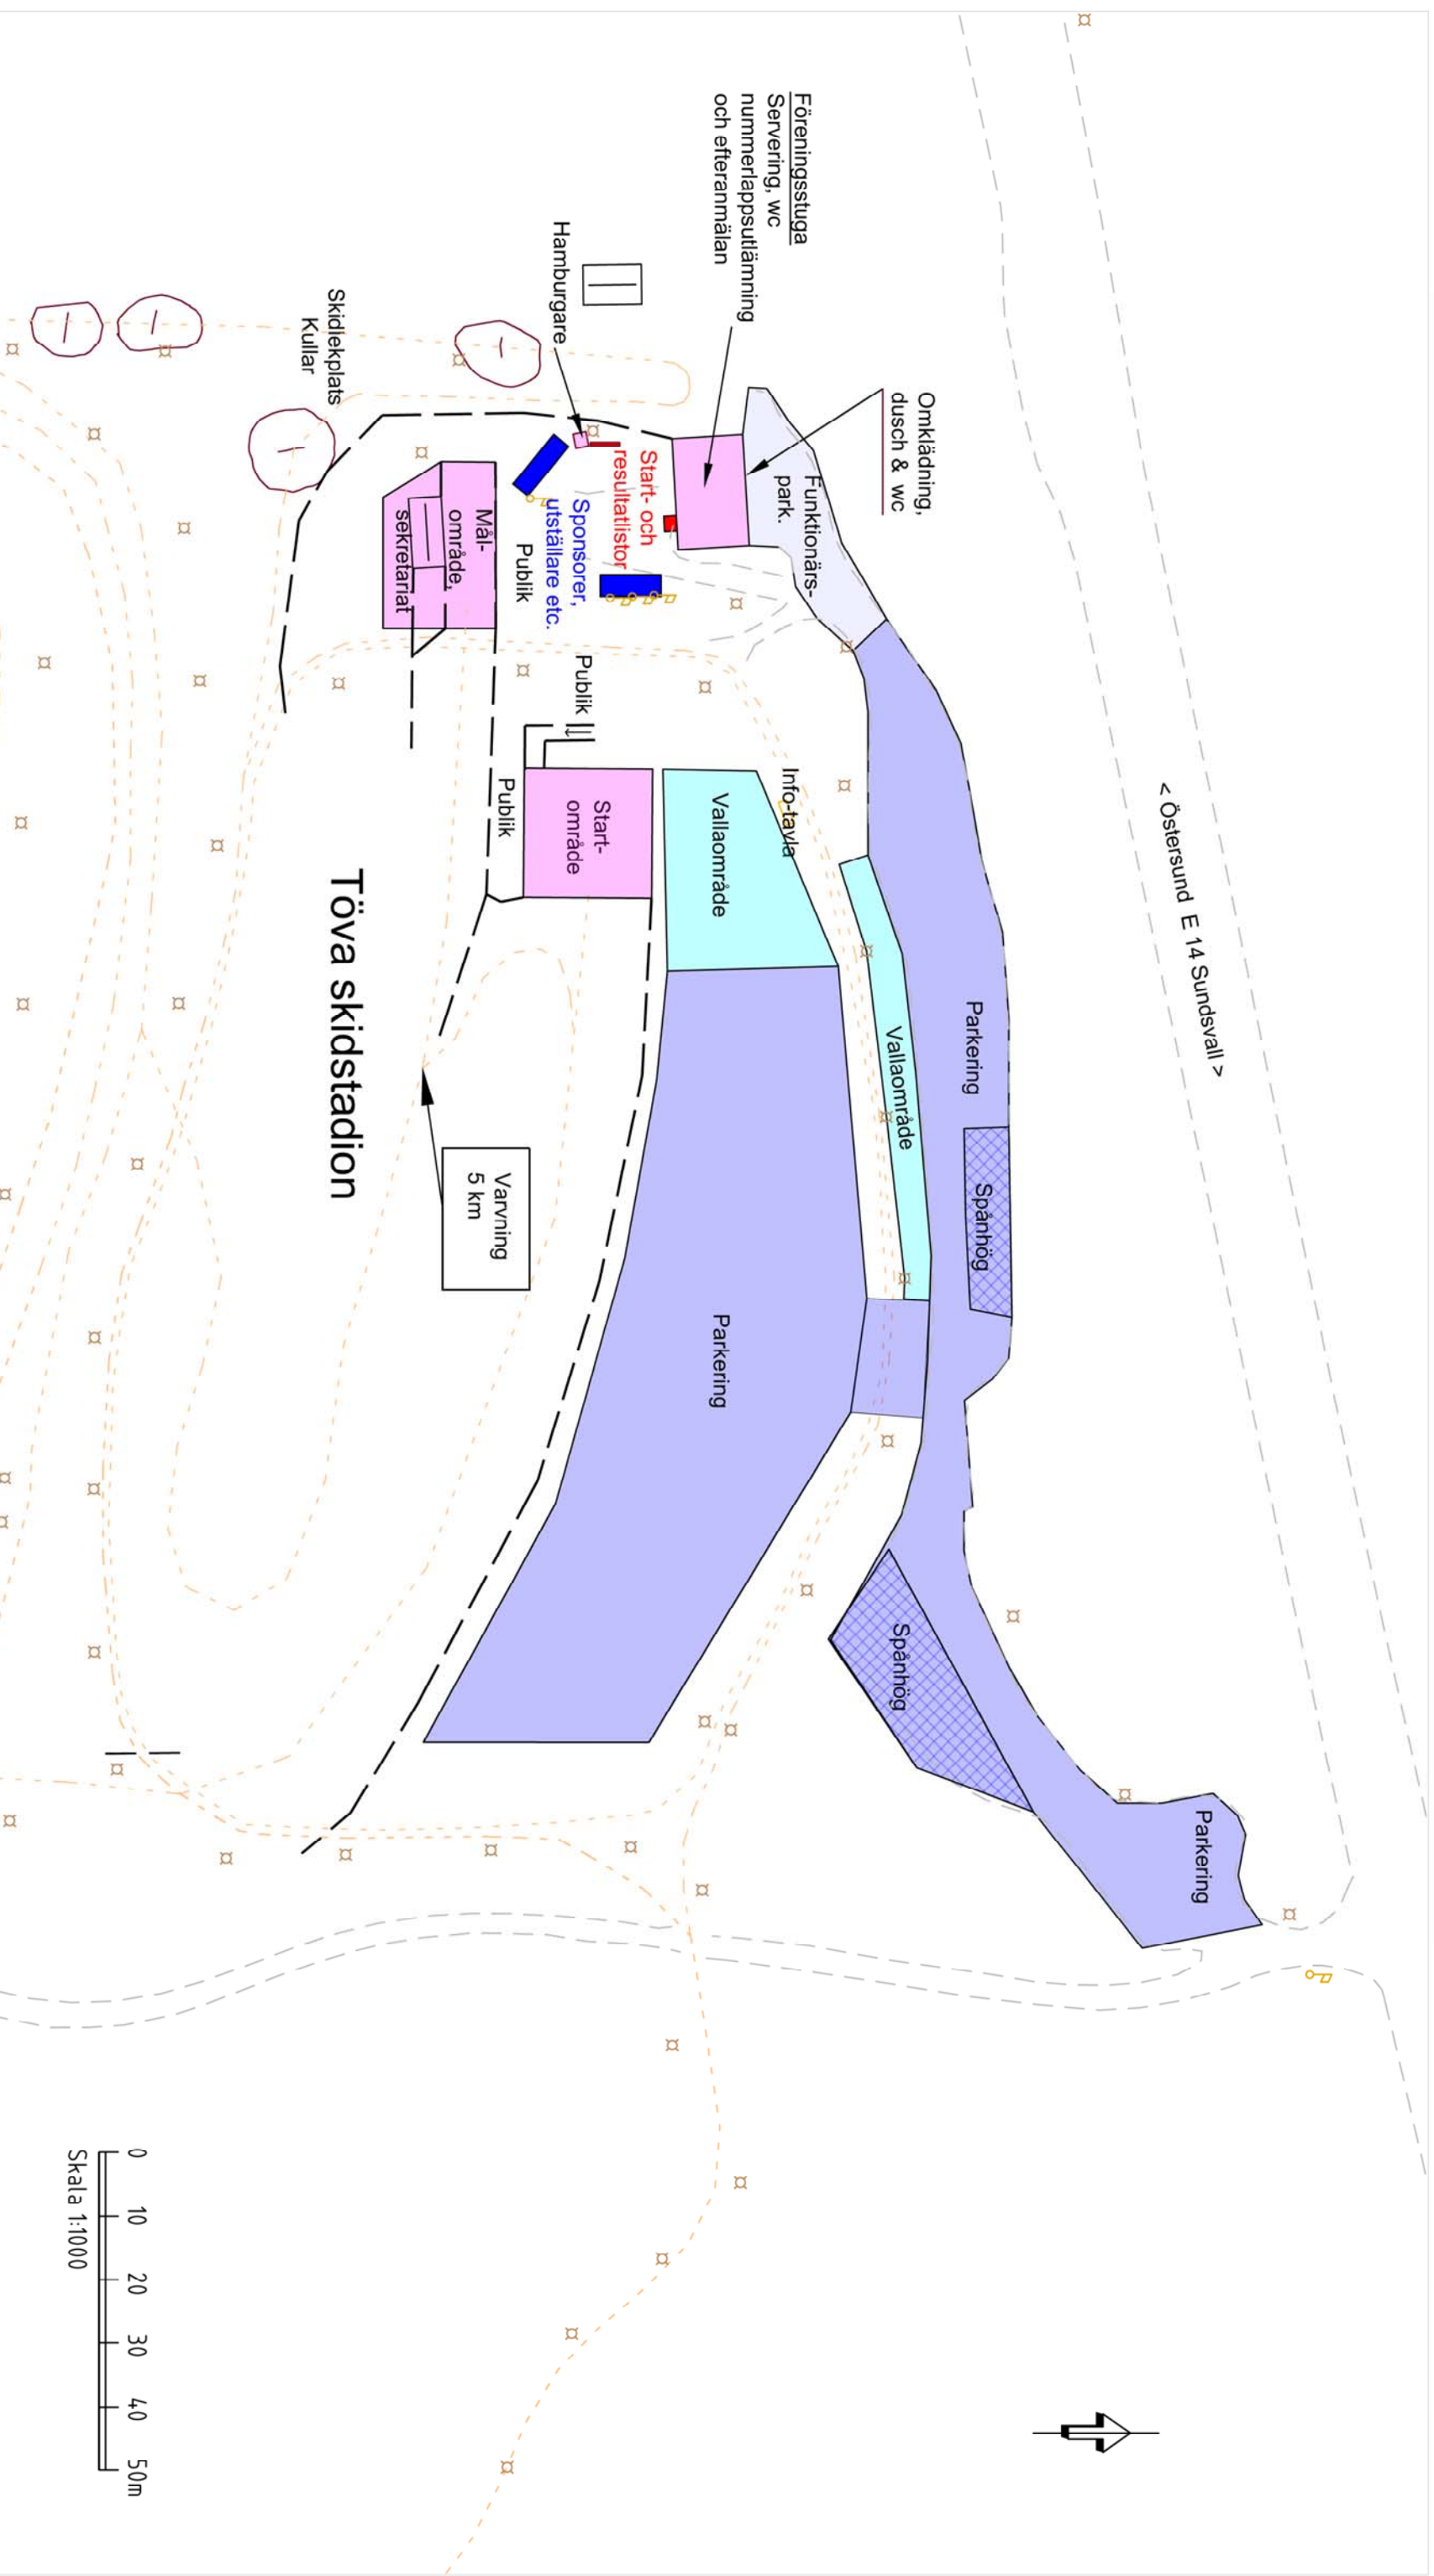 < Östersund  E 14 Sundsvall >
Omklädning,
dusch & wc
Föreningsstuga
Servering, wc
nummerlappsutlämning
och efteranmälan
Funktionärs-
park.
Hamburgare
Start- och
resultatlistor
Sponsorer,
utställare etc.
Publik
Mål-
område,
sekretariat
Skidlekplats
Kullar
Publik
Publik
Start-
område
Info-tavla
Vallaområde
Vallaområde
Parkering
Spånhög
Parkering
Spånhög
Parkering
Varvning
5 km
Töva skidstadion
0 10 20 30 40 50m
Skala 1:1000